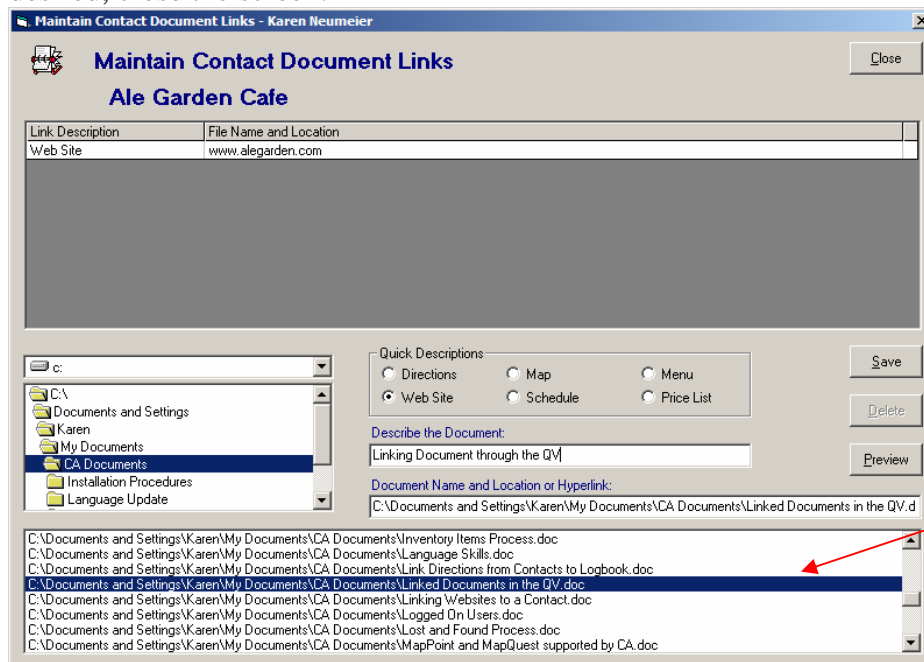 Maintain Contact Document Links - Karen Neumeier
Maintain Contact Document Links
Close
Ale Garden Cafe
Link Description File Name and Location
Web Site www.alegarden.com
c:
Quick Descriptions
Directions Map Menu
Web Site Schedule Price List
Save
Delete
Preview
C:\
Documents and Settings
Karen
My Documents
CA Documents
Installation Procedures
Language Update
Describe the Document:
Linking Document through the QV
Document Name and Location or Hyperlink:
C:\Documents and Settings\Karen\My Documents\CA Documents\Linked Documents in the QV.d
C:\Documents and Settings\Karen\My Documents\CA Documents\Inventory Items Process.doc
C:\Documents and Settings\Karen\My Documents\CA Documents\Language Skills.doc
C:\Documents and Settings\Karen\My Documents\CA Documents\Link Directions from Contacts to Logbook.doc
C:\Documents and Settings\Karen\My Documents\CA Documents\Linked Documents in the QV.doc
C:\Documents and Settings\Karen\My Documents\CA Documents\Linking Websites to a Contact.doc
C:\Documents and Settings\Karen\My Documents\CA Documents\Logged On Users.doc
C:\Documents and Settings\Karen\My Documents\CA Documents\Lost and Found Process.doc
C:\Documents and Settings\Karen\My Documents\CA Documents\MapPoint and MapQuest supported by CA.doc